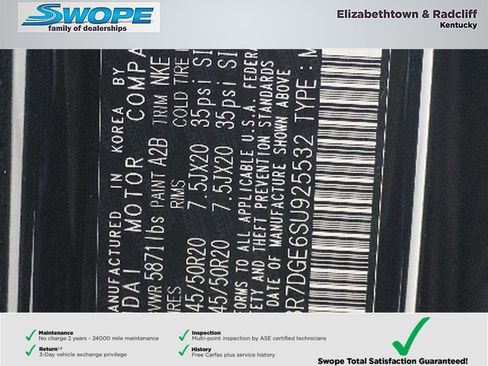 SWOPE
family of dealerships
Elizabethtown & Radcliff
Kentucky
MANUFACTURED IN KOREA BY
DAI MOTOR COMPA
GVWR 5871 lbs PAINT A2B TRIM NKE
RIMS COLD TIRE
45/50R20 7.5JX20 35psi
45/50R20 7.5JX20 35psi
FORMS TO ALL APPLICABLE U.S.A. FEDER
AND THEFT PREVENTION STANDARDS
DATE OF MANUFACTURE SHOWN ABOVE
R7DGE6SU925532 TYPE :
Maintenance
No charge 2 years - 24000 mile maintenance
Return
3-Day vehicle exchange privilege
Inspection
Multi-point inspection by ASE certified technicians
History
Free Carfax plus service history
Swope Total Satisfaction Guaranteed!